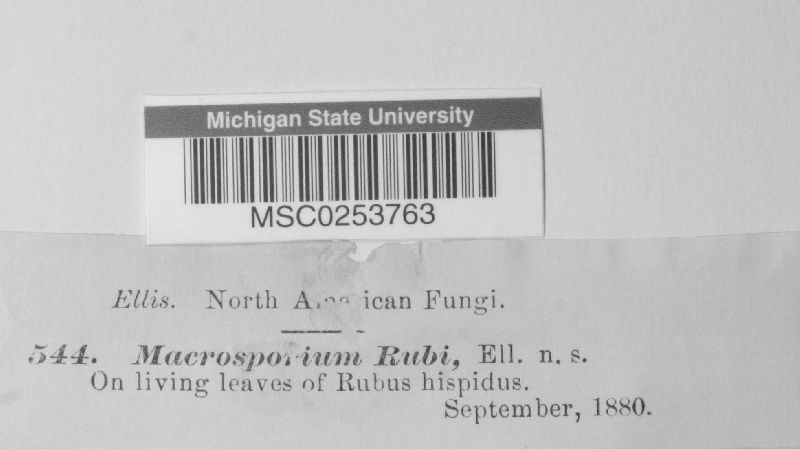 Michigan State University
MSC0253763
Ellis. North American Fungi.
544. Macrosporium Rubi, Ell. n. s.
On living leaves of Rubus hispidus.
September, 1880.